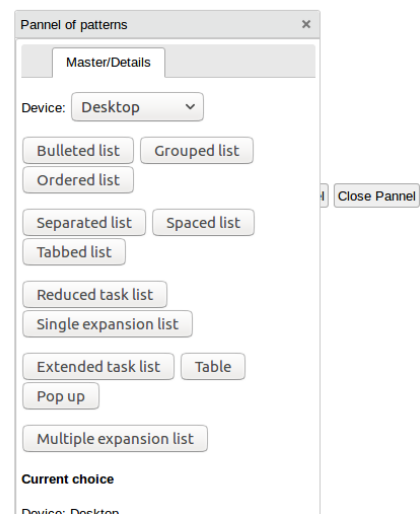 Pannel of patterns ×
Master/Details
Device: Desktop
Bulleted list Grouped list
Ordered list
Close Pannel
Separated list Spaced list
Tabbed list
Reduced task list
Single expansion list
Extended task list Table
Pop up
Multiple expansion list
Current choice
Device: Desktop